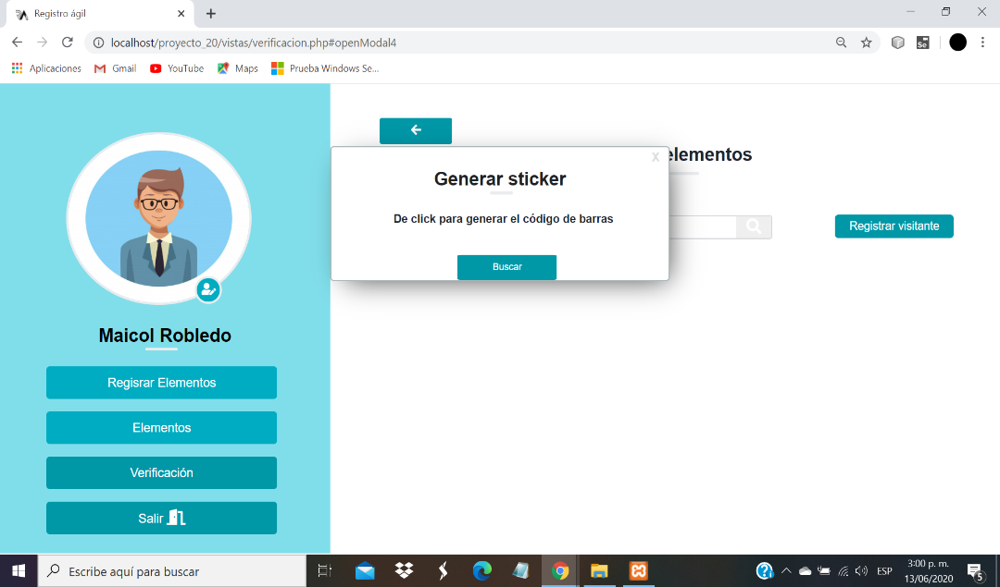 Registro ágil
localhost/proyecto_20/vistas/verificacion.php#openModal4
Se
Aplicaciones
Gmail
YouTube
Maps
Prueba Windows Se...
elementos
x
Generar sticker
De click para generar el código de barras
Buscar
Registrar visitante
Maicol Robledo
Regisrar Elementos
Elementos
Verificación
Salir
Escribe aquí para buscar
ESP
3:00 p. m.
13/06/2020
5